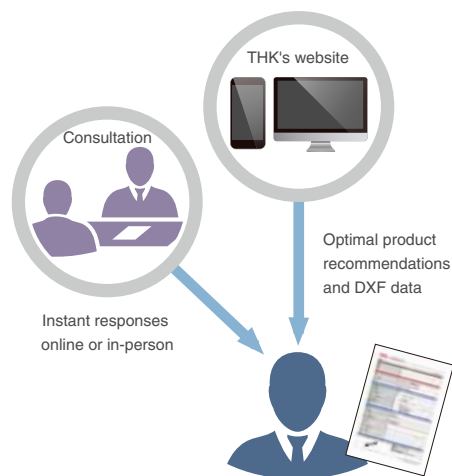 THK's website
Consultation
Optimal product
recommendations
and DXF data
Instant responses
online or in-person